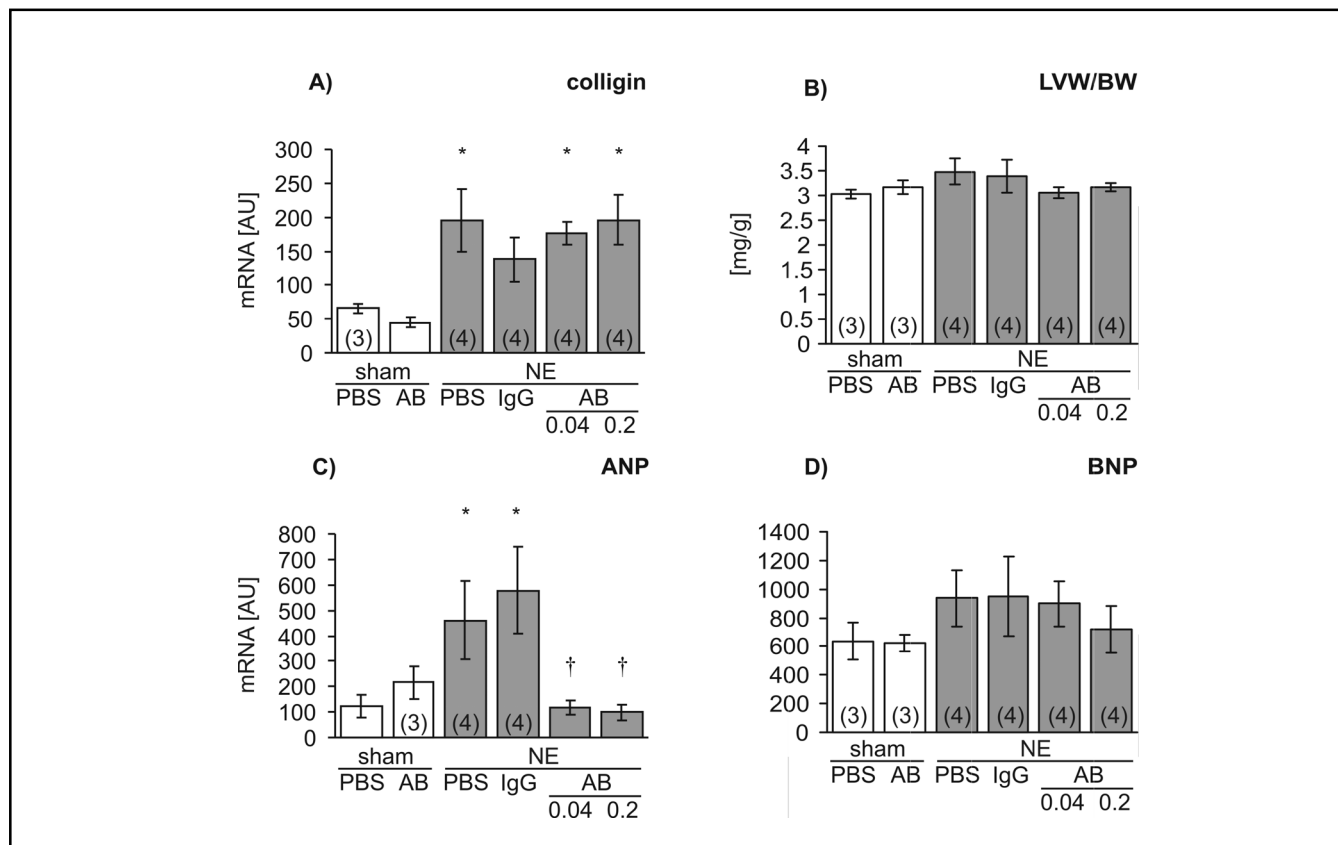 A) colligin
mRNA [AU]
300
250
200
150
100
50
0
* * *
(3) (4) (4) (4) (4)
sham NE
PBS AB PBS IgG AB
0.04 0.2
B) LVW/BW
[mg/g]
4
3.5
3
2.5
2
1.5
1
0.5
0
(3) (3) (4) (4) (4) (4)
sham NE
PBS AB PBS IgG AB
0.04 0.2
C) ANP
mRNA [AU]
800
700
600
500
400
300
200
100
0
* *
† †
(3) (4) (4)
sham NE
PBS AB PBS IgG AB
0.04 0.2
D) BNP
1400
1200
1000
800
600
400
200
0
(3) (3) (4) (4) (4) (4)
sham NE
PBS AB PBS IgG AB
0.04 0.2